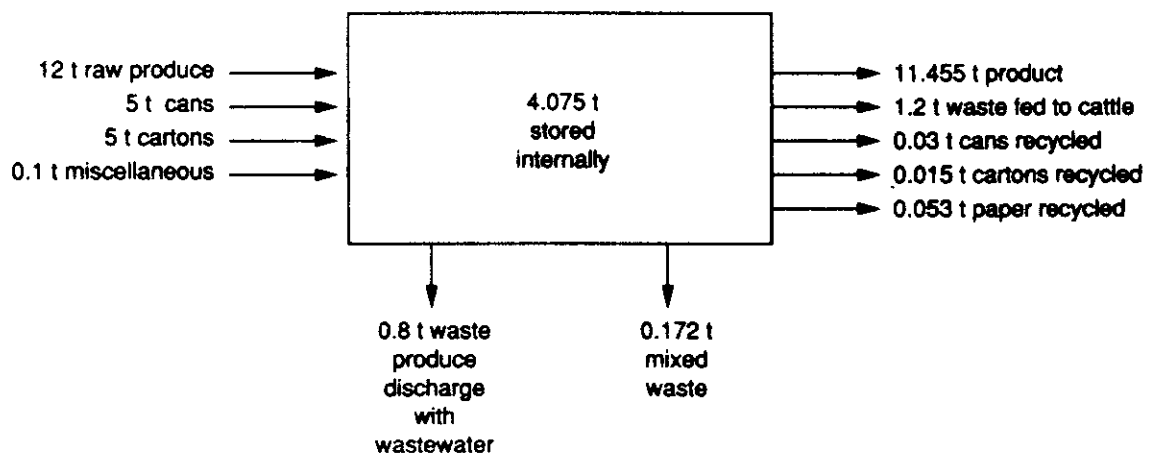 12 t raw produce
5 t cans
5 t cartons
0.1 t miscellaneous
4.075 t
stored
internally
11.455 t product
1.2 t waste fed to cattle
0.03 t cans recycled
0.015 t cartons recycled
0.053 t paper recycled
0.8 t waste
produce
discharge
with
wastewater
0.172 t
mixed
waste